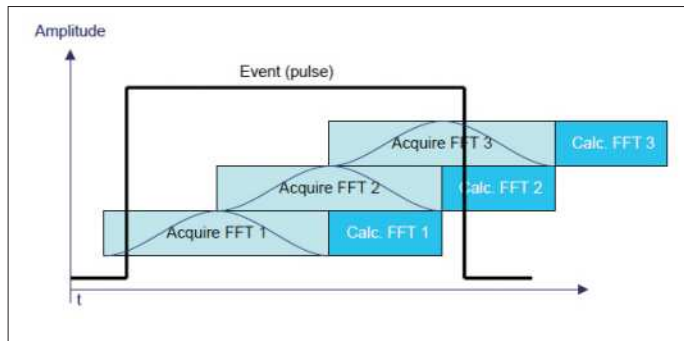 Amplitude
Event (pulse)
Acquire FFT 3
Calc. FFT 3
Acquire FFT 2
Calc. FFT 2
Acquire FFT 1
Calc. FFT 1
t